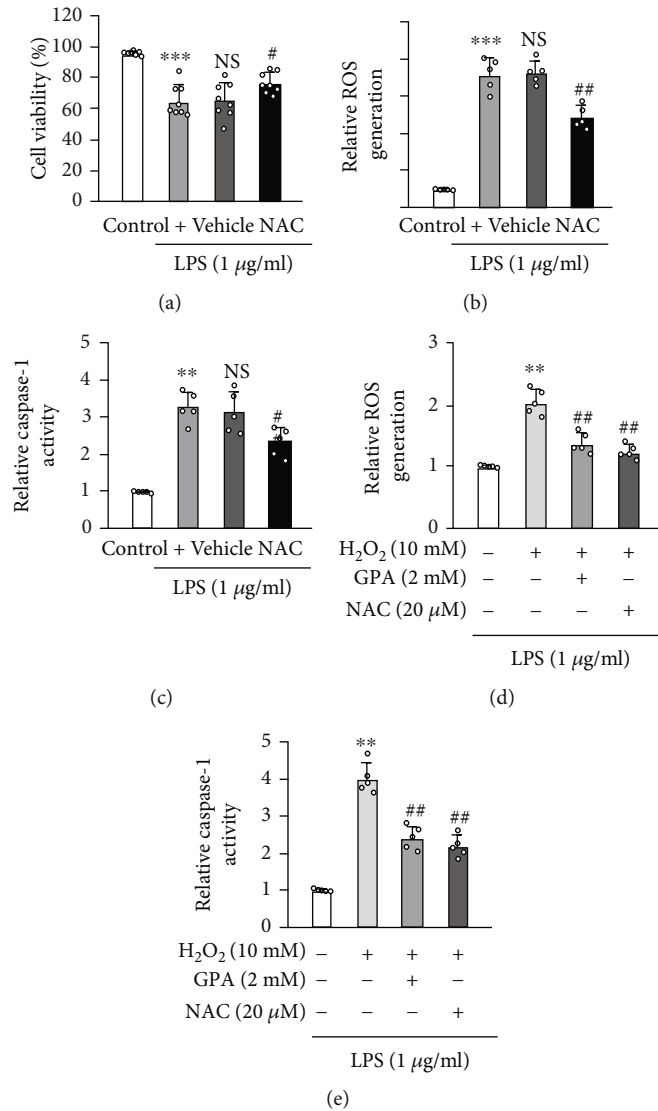 120
100
80
60
40
20
0
Cell viability (%)
***
NS
#
Control + Vehicle NAC
LPS (1 μg/ml)
(a)
Relative ROS
generation
***
NS
##
Control + Vehicle NAC
LPS (1 μg/ml)
(b)
5
4
3
2
1
0
Relative caspase-1
activity
**
NS
#
Control + Vehicle NAC
LPS (1 μg/ml)
(c)
3
2
1
0
Relative ROS
generation
**
##
##
H₂O₂ (10 mM) − + + +
GPA (2 mM) − − + −
NAC (20 μM) − − − +
LPS (1 μg/ml)
(d)
5
4
3
2
1
0
Relative caspase-1
activity
**
##
##
H₂O₂ (10 mM) − + + +
GPA (2 mM) − − + −
NAC (20 μM) − − − +
LPS (1 μg/ml)
(e)